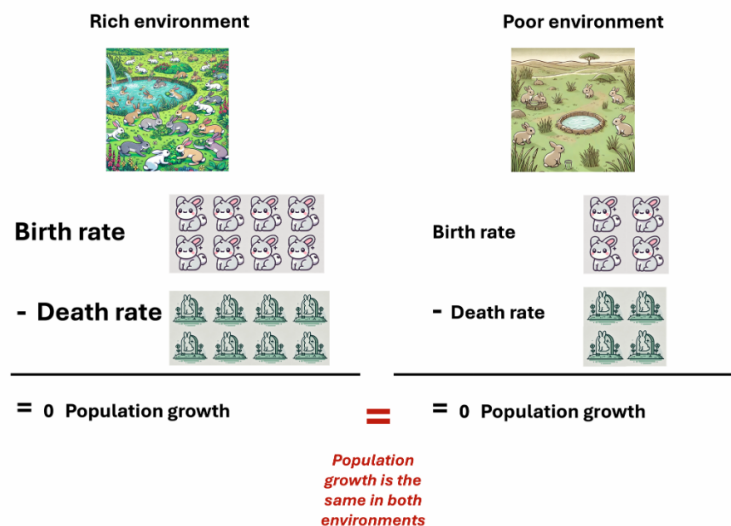 Rich environment
Poor environment
Birth rate
Birth rate
- Death rate
- Death rate
= 0 Population growth
=
= 0 Population growth
Population
growth is the
same in both
environments